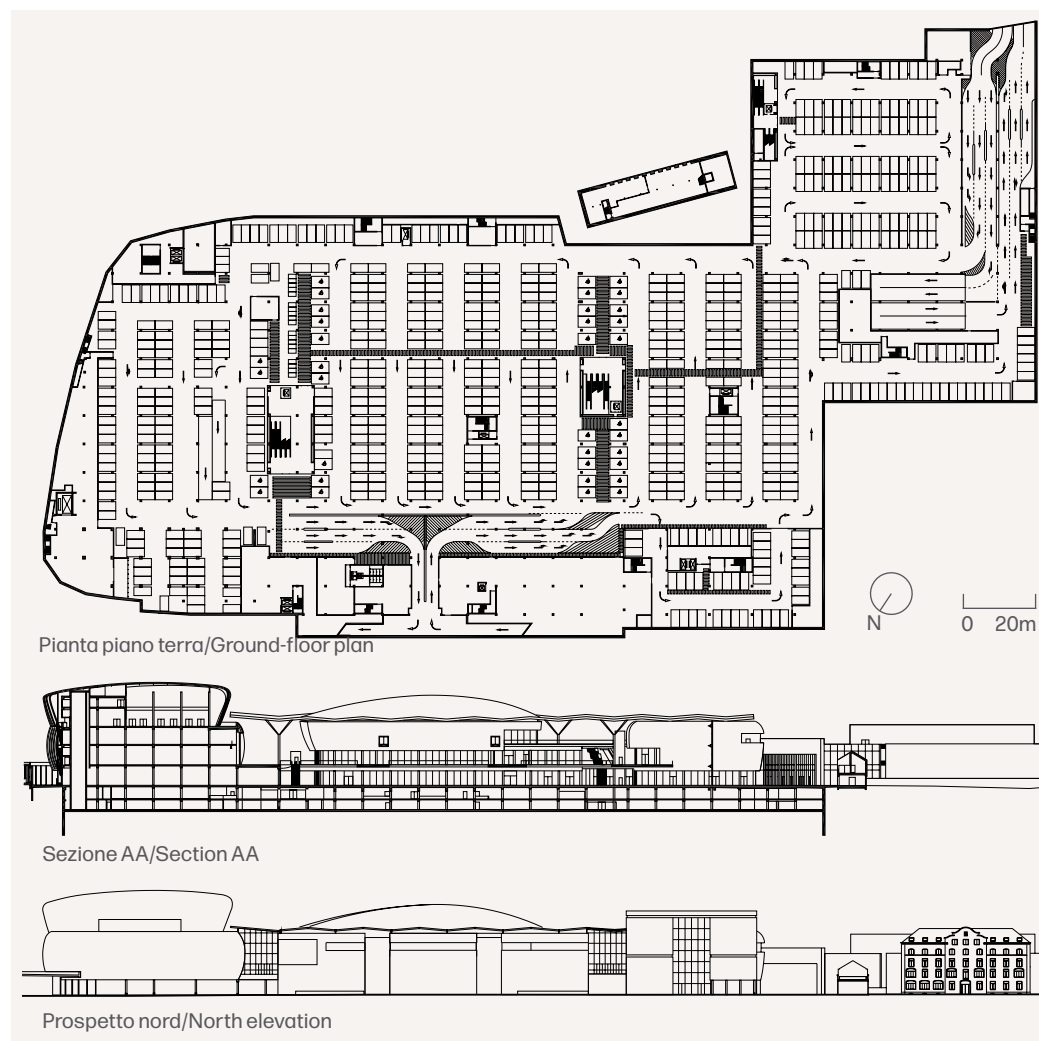 N
0 20m
Pianta piano terra/Ground-floor plan
Sezione AA/Section AA
Prospetto nord/North elevation